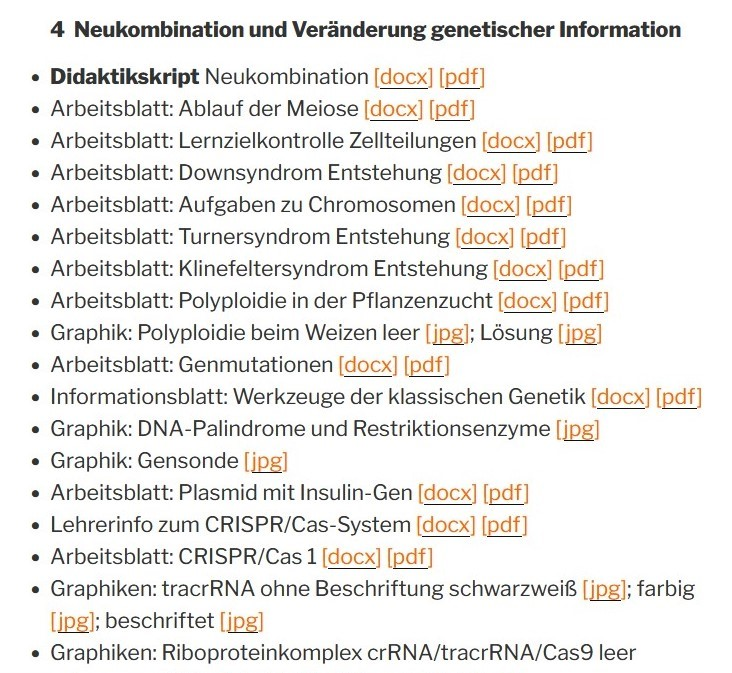 4 Neukombination und Veränderung genetischer Information
• Didaktikskript Neukombination [docx] [pdf]
• Arbeitsblatt: Ablauf der Meiose [docx] [pdf]
• Arbeitsblatt: Lernzielkontrolle Zellteilungen [docx] [pdf]
• Arbeitsblatt: Downsyndrom Entstehung [docx] [pdf]
• Arbeitsblatt: Aufgaben zu Chromosomen [docx] [pdf]
• Arbeitsblatt: Turnersyndrom Entstehung [docx] [pdf]
• Arbeitsblatt: Klinefeltersyndrom Entstehung [docx] [pdf]
• Arbeitsblatt: Polyploidie in der Pflanzenzucht [docx] [pdf]
• Graphik: Polyploidie beim Weizen leer [jpg]; Lösung [jpg]
• Arbeitsblatt: Genmutationen [docx] [pdf]
• Informationsblatt: Werkzeuge der klassischen Genetik [docx] [pdf]
• Graphik: DNA-Palindrome und Restriktionsenzyme [jpg]
• Graphik: Gensonde [jpg]
• Arbeitsblatt: Plasmid mit Insulin-Gen [docx] [pdf]
• Lehrerinfo zum CRISPR/Cas-System [docx] [pdf]
• Arbeitsblatt: CRISPR/Cas 1 [docx] [pdf]
• Graphiken: tracrRNA ohne Beschriftung schwarzweiß [jpg]; farbig
[jpg]; beschriftet [jpg]
• Graphiken: Riboproteinkomplex crRNA/tracrRNA/Cas9 leer